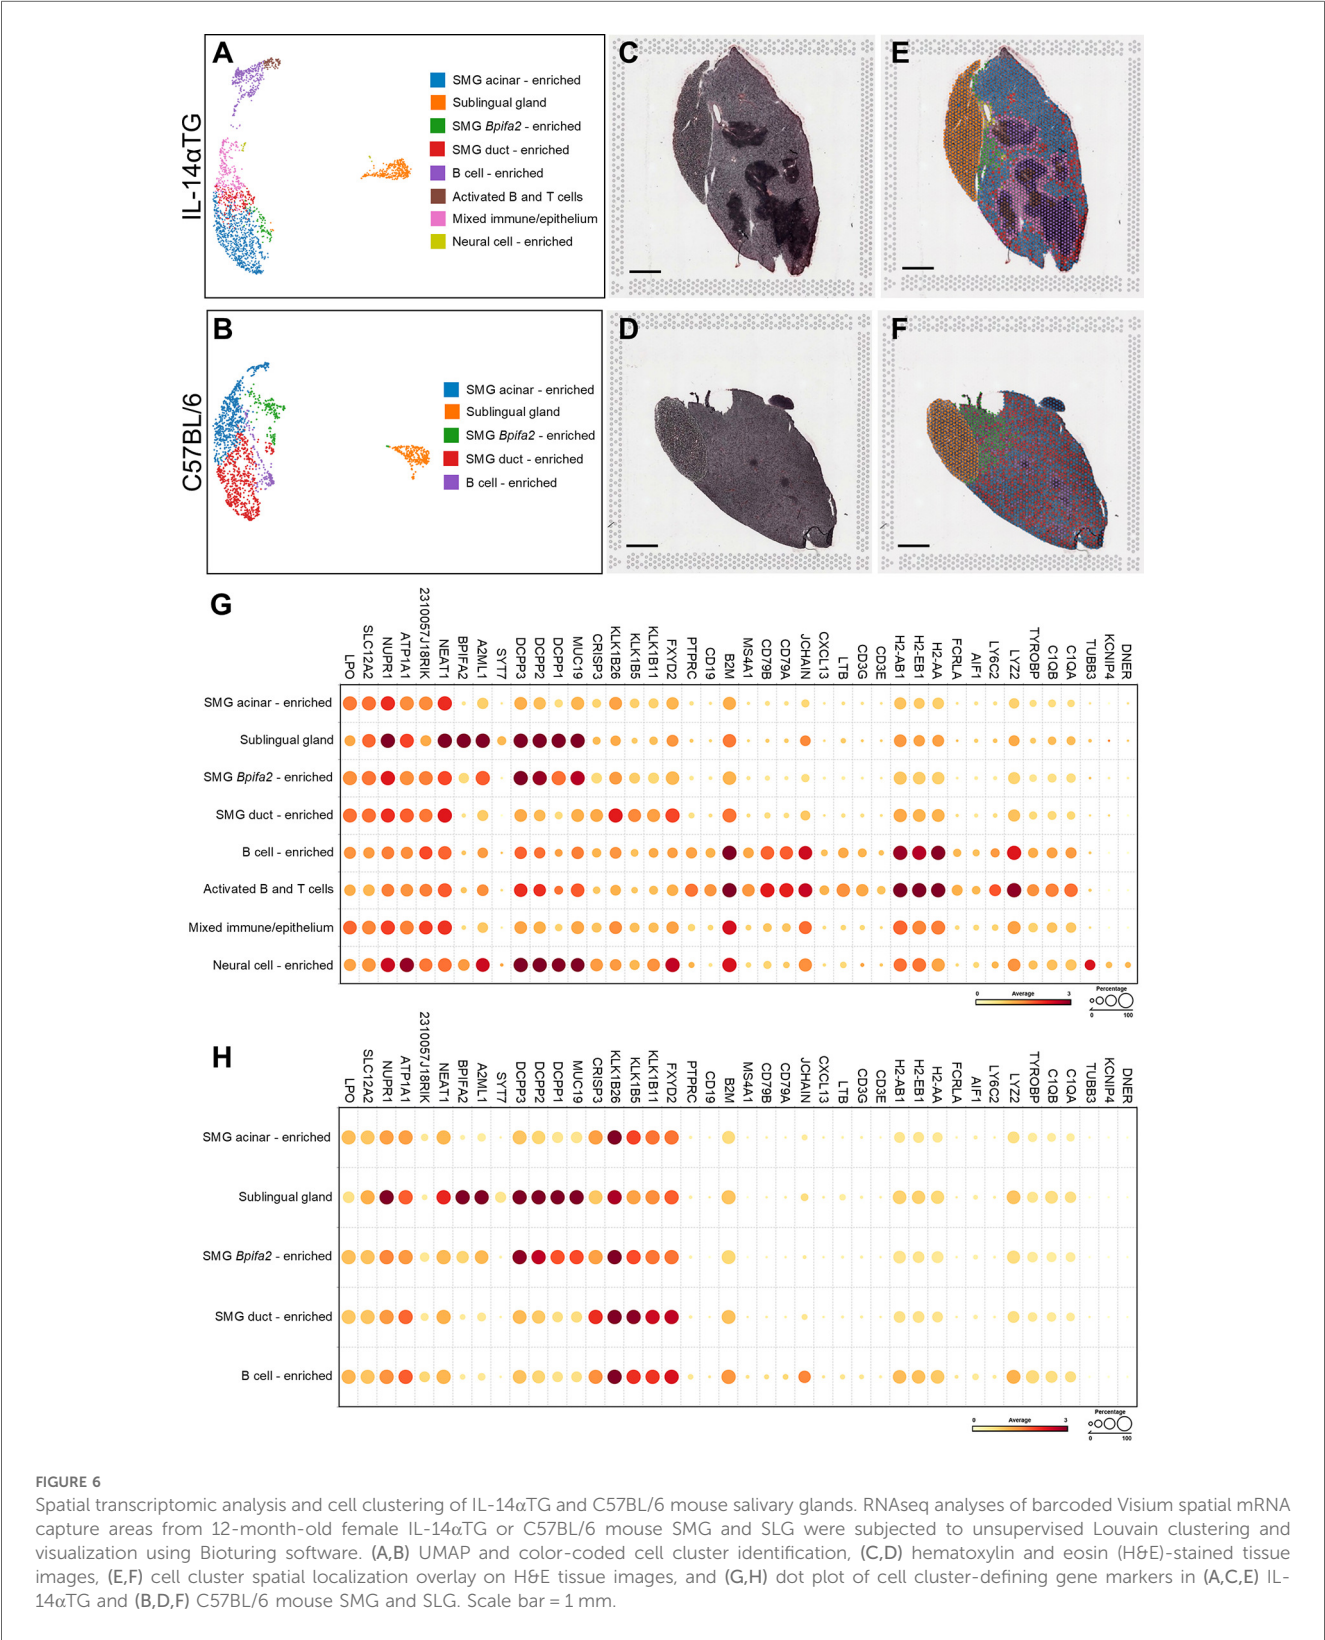 A
IL-14αTG
SMG acinar - enriched
Sublingual gland
SMG Bpifa2 - enriched
SMG duct - enriched
B cell - enriched
Activated B and T cells
Mixed immune/epithelium
Neural cell - enriched
C
E
B
C57BL/6
SMG acinar - enriched
Sublingual gland
SMG Bpifa2 - enriched
SMG duct - enriched
B cell - enriched
D
F
G
LPO SLC12A2 NUPR1 ATP1A1 2310057J18RIK NEAT1 BPIFA2 A2ML1 SYT7 DCPP3 DCPP2 DCPP1 MUC19 CRISP3 KLK1B26 KLK1B5 KLK1B11 FXYD2 PTPRC CD19 B2M MS4A1 CD79B CD79A JCHAIN CXCL13 LTB CD3G CD3E H2-AB1 H2-EB1 H2-AA FCRLA AIF1 LY6C2 LYZ2 TYROBP C1QB C1QA TUBB3 KCNIP4 DNER
SMG acinar - enriched
Sublingual gland
SMG Bpifa2 - enriched
SMG duct - enriched
B cell - enriched
Activated B and T cells
Mixed immune/epithelium
Neural cell - enriched
0 Average 3
Percentage
0 100
H
LPO SLC12A2 NUPR1 ATP1A1 2310057J18RIK NEAT1 BPIFA2 A2ML1 SYT7 DCPP3 DCPP2 DCPP1 MUC19 CRISP3 KLK1B26 KLK1B5 KLK1B11 FXYD2 PTPRC CD19 B2M MS4A1 CD79B CD79A JCHAIN CXCL13 LTB CD3G CD3E H2-AB1 H2-EB1 H2-AA FCRLA AIF1 LY6C2 LYZ2 TYROBP C1QB C1QA TUBB3 KCNIP4 DNER
SMG acinar - enriched
Sublingual gland
SMG Bpifa2 - enriched
SMG duct - enriched
B cell - enriched
0 Average 3
Percentage
0 100
FIGURE 6
Spatial transcriptomic analysis and cell clustering of IL-14αTG and C57BL/6 mouse salivary glands. RNAseq analyses of barcoded Visium spatial mRNA
capture areas from 12-month-old female IL-14αTG or C57BL/6 mouse SMG and SLG were subjected to unsupervised Louvain clustering and
visualization using Bioturing software. (A,B) UMAP and color-coded cell cluster identification, (C,D) hematoxylin and eosin (H&E)-stained tissue
images, (E,F) cell cluster spatial localization overlay on H&E tissue images, and (G,H) dot plot of cell cluster-defining gene markers in (A,C,E) IL-
14αTG and (B,D,F) C57BL/6 mouse SMG and SLG. Scale bar = 1 mm.